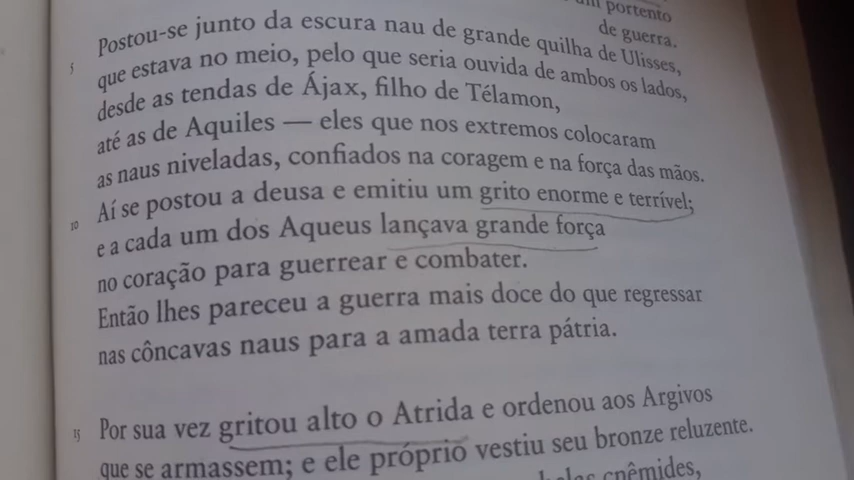 um portento
de guerra.
5 Postou-se junto da escura nau de grande quilha de Ulisses,
que estava no meio, pelo que seria ouvida de ambos os lados,
desde as tendas de Ájax, filho de Télamon,
até as de Aquiles — eles que nos extremos colocaram
as naus niveladas, confiados na coragem e na força das mãos.
10 Aí se postou a deusa e emitiu um grito enorme e terrível;
e a cada um dos Aqueus lançava grande força
no coração para guerrear e combater.
Então lhes pareceu a guerra mais doce do que regressar
nas côncavas naus para a amada terra pátria.
15 Por sua vez gritou alto o Atrida e ordenou aos Argivos
que se armassem; e ele próprio vestiu seu bronze reluzente.
belas cnêmides,